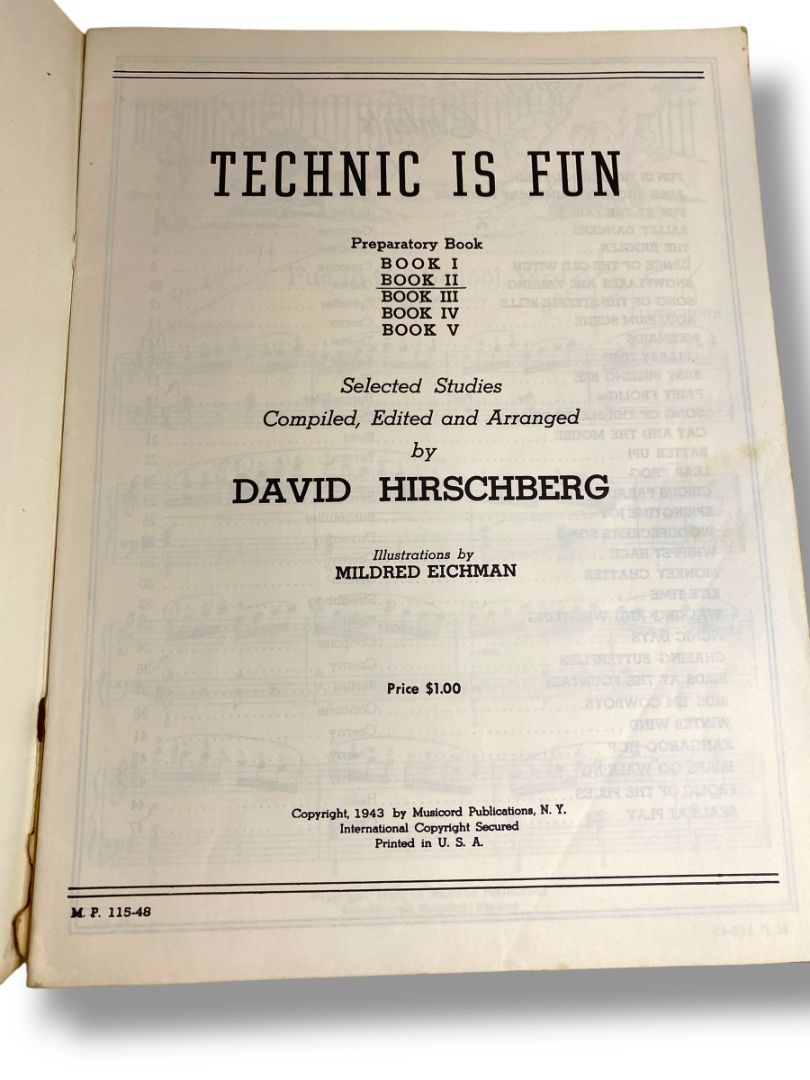 TECHNIC IS FUN
Preparatory Book
BOOK I
BOOK II
BOOK III
BOOK IV
BOOK V
Selected Studies
Compiled, Edited and Arranged
by
DAVID HIRSCHBERG
Illustrations by
MILDRED EICHMAN
Price $1.00
Copyright, 1943 by Musicord Publications, N. Y.
International Copyright Secured
Printed in U. S. A.
M. P. 115-48